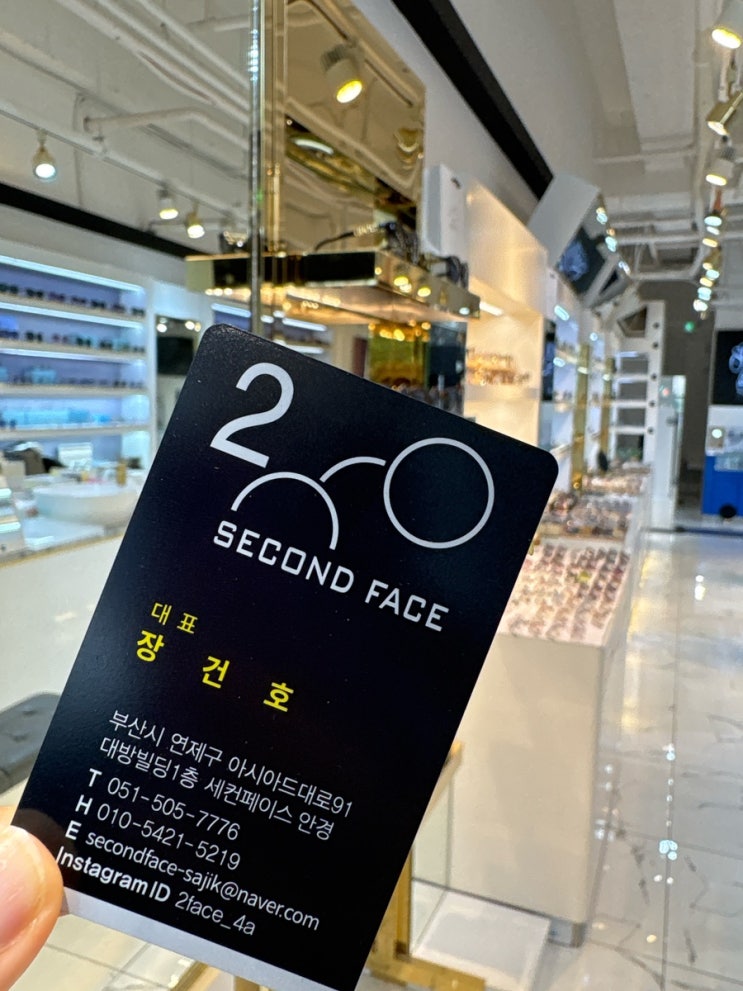 2
SECOND FACE
대표
장건호
부산시 연제구 아시아드대로91
대방빌딩1층 세컨페이스 안경
T 051-505-7776
H 010-5421-5219
E secondface-sajik@naver.com
Instagram ID 2face_4a